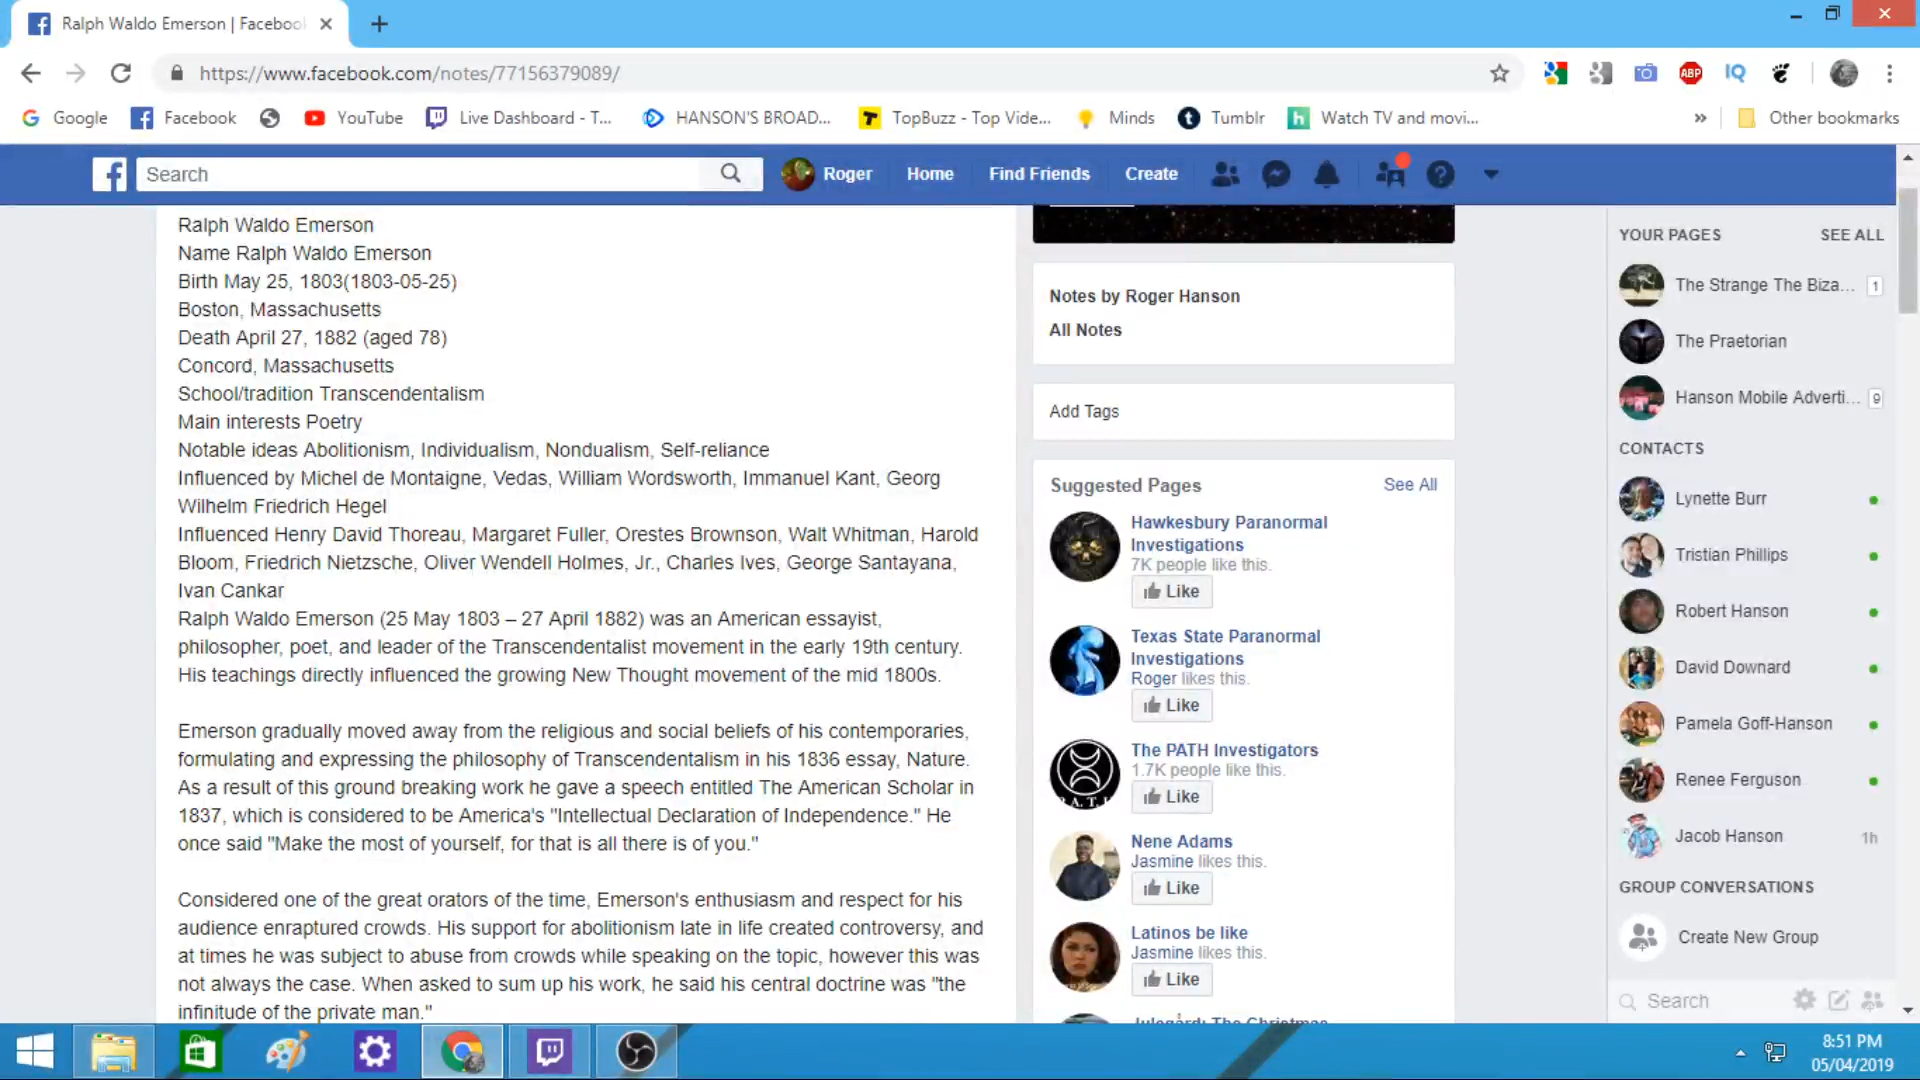 Ralph Waldo Emerson | Faceboo
https://www.facebook.com/notes/77156379089/
ABP
IQ
Google
Facebook
YouTube
Live Dashboard - T...
HANSON'S BROAD...
TopBuzz - Top Vide...
Minds
Tumblr
Watch TV and movi...
Other bookmarks
Search
Roger
Home
Find Friends
Create
Ralph Waldo Emerson
Name Ralph Waldo Emerson
Birth May 25, 1803(1803-05-25)
Boston, Massachusetts
Death April 27, 1882 (aged 78)
Concord, Massachusetts
School/tradition Transcendentalism
Main interests Poetry
Notable ideas Abolitionism, Individualism, Nondualism, Self-reliance
Influenced by Michel de Montaigne, Vedas, William Wordsworth, Immanuel Kant, Georg
Wilhelm Friedrich Hegel
Influenced Henry David Thoreau, Margaret Fuller, Orestes Brownson, Walt Whitman, Harold
Bloom, Friedrich Nietzsche, Oliver Wendell Holmes, Jr., Charles Ives, George Santayana,
Ivan Cankar
Ralph Waldo Emerson (25 May 1803 – 27 April 1882) was an American essayist,
philosopher, poet, and leader of the Transcendentalist movement in the early 19th century.
His teachings directly influenced the growing New Thought movement of the mid 1800s.
Emerson gradually moved away from the religious and social beliefs of his contemporaries,
formulating and expressing the philosophy of Transcendentalism in his 1836 essay, Nature.
As a result of this ground breaking work he gave a speech entitled The American Scholar in
1837, which is considered to be America's "Intellectual Declaration of Independence." He
once said "Make the most of yourself, for that is all there is of you."
Considered one of the great orators of the time, Emerson's enthusiasm and respect for his
audience enraptured crowds. His support for abolitionism late in life created controversy, and
at times he was subject to abuse from crowds while speaking on the topic, however this was
not always the case. When asked to sum up his work, he said his central doctrine was "the
infinitude of the private man."
Notes by Roger Hanson
All Notes
Add Tags
Suggested Pages
See All
Hawkesbury Paranormal
Investigations
7K people like this.
Like
Texas State Paranormal
Investigations
Roger likes this.
Like
The PATH Investigators
1.7K people like this.
Like
Nene Adams
Jasmine likes this.
Like
Latinos be like
Jasmine likes this.
Like
Julegård: The Christmas
YOUR PAGES
SEE ALL
The Strange The Biza...
1
The Praetorian
Hanson Mobile Adverti...
9
CONTACTS
Lynette Burr
Tristian Phillips
Robert Hanson
David Downard
Pamela Goff-Hanson
Renee Ferguson
Jacob Hanson
1h
GROUP CONVERSATIONS
Create New Group
Search
8:51 PM
05/04/2019